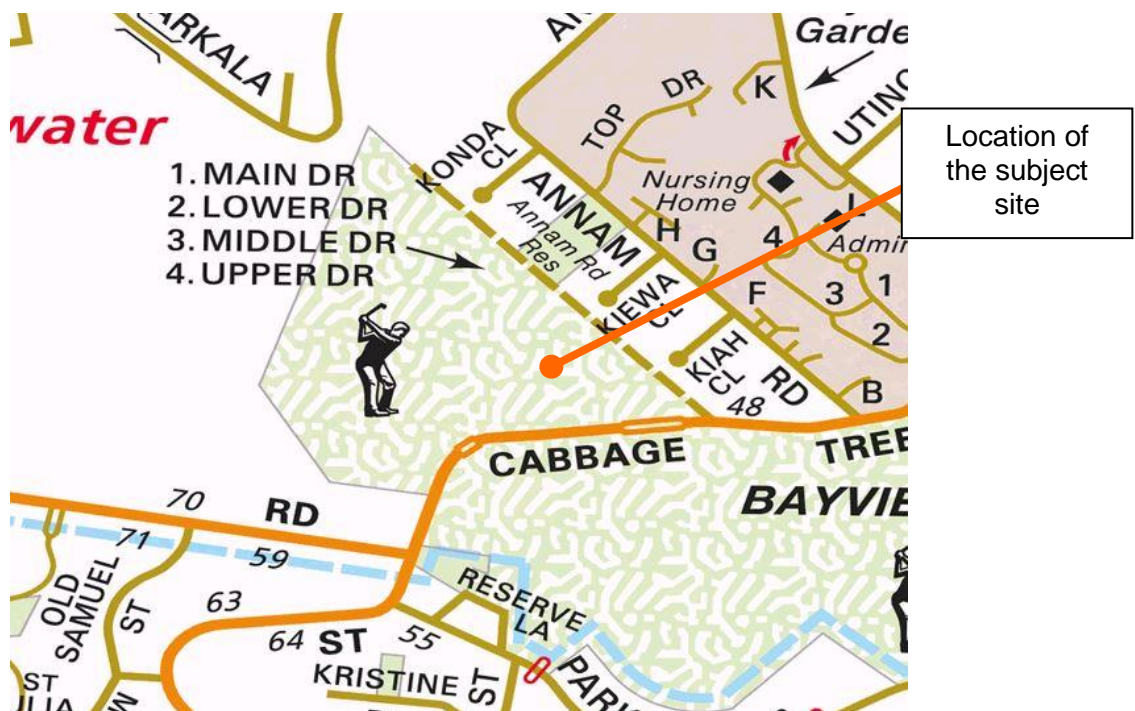 ARKALA
AN
Garde
K
UTING
water
TOP DR
KONDA
CL
Location of
the subject
site
1. MAIN DR
2. LOWER DR
3. MIDDLE DR
4. UPPER DR
Nursing
Home
L
Admin
ANNAM
Annam Rd
Res
H
G
4
F
3
1
2
KIEWA
CL
KIAH
CL
RD
48
B
CABBAGE
TREE
BAYVIE
70
RD
71
59
OLD
SAMUEL
ST
63
64
ST
55
RESERVE
LA
KRISTINE
ST
PARK
ST